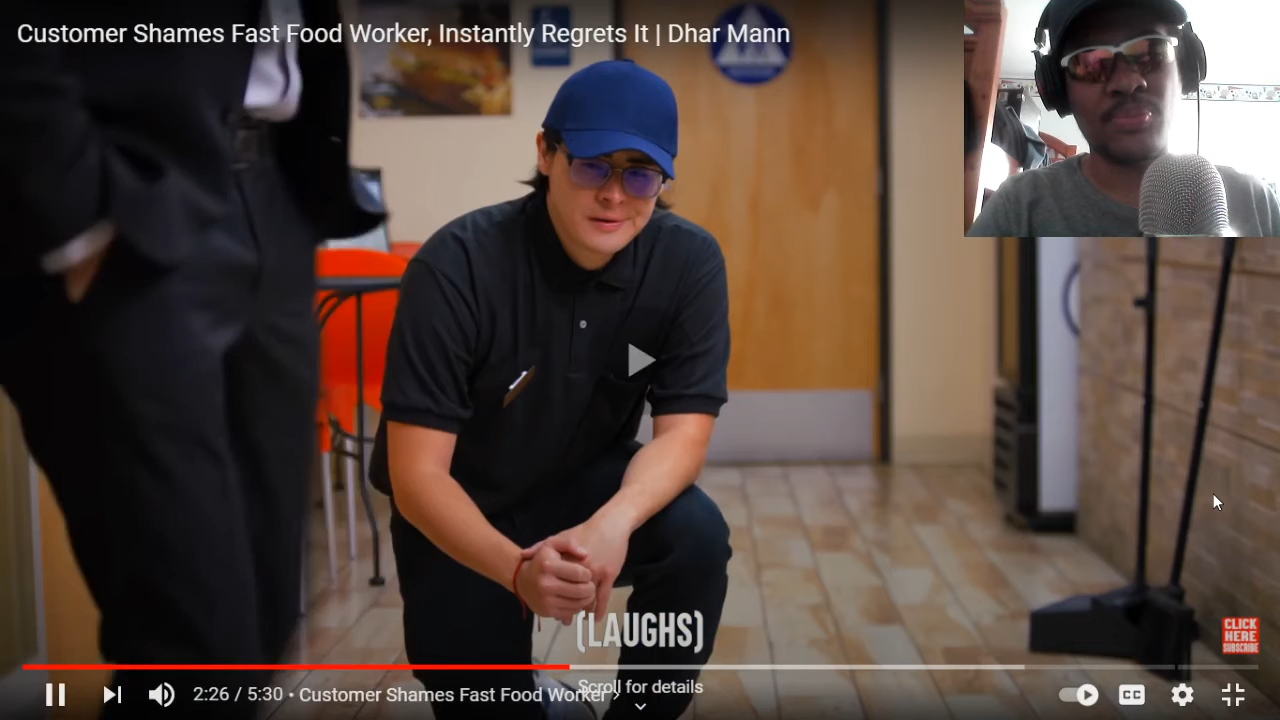 Customer Shames Fast Food Worker, Instantly Regrets It | Dhar Mann
(LAUGHS)
CLICK
HERE
SUBSCRIBE
2:26 / 5:30 • Customer Shames Fast Food Worker
Scroll for details
CC